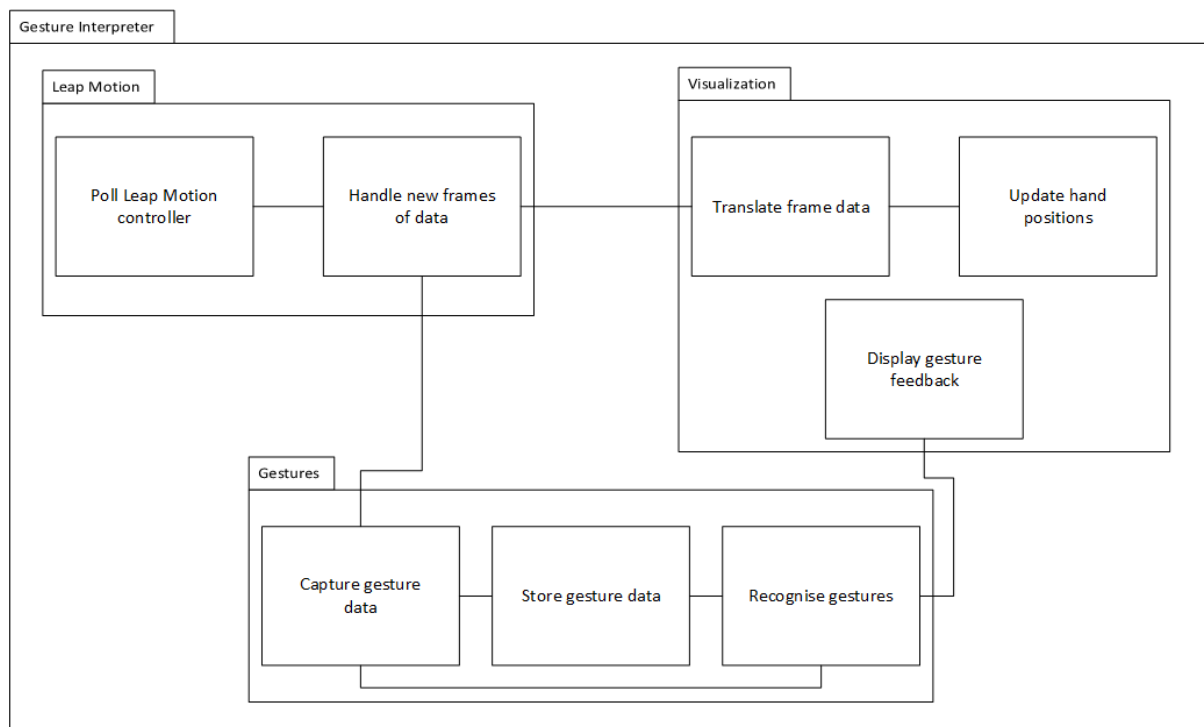 Gesture Interpreter
Leap Motion
Poll Leap Motion
controller
Handle new frames
of data
Visualization
Translate frame data
Update hand
positions
Display gesture
feedback
Gestures
Capture gesture
data
Store gesture data
Recognise gestures